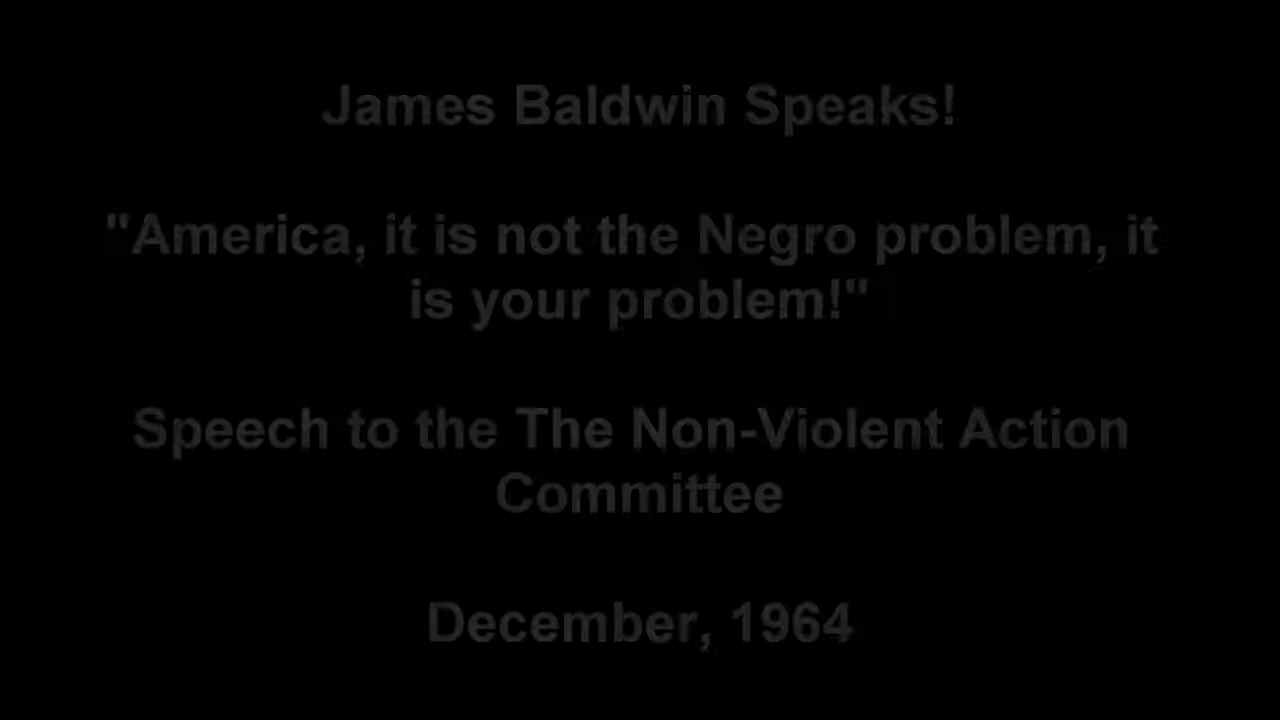 James Baldwin Speaks!
"America, it is not the Negro problem, it
is your problem!"
Speech to the The Non-Violent Action
Committee
December, 1964